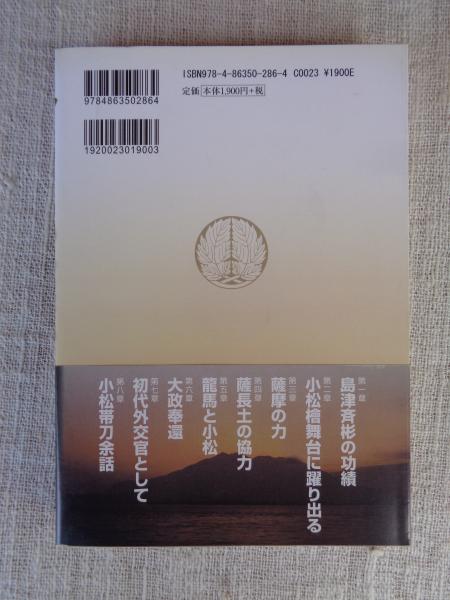 ISBN978-4-86350-286-4 C0023 ¥1900E
定価 本体1,900円+税
9784863502864
1920023019003
第一章
島津斉彬の功績
第二章
小松檜舞台に躍り出る
第三章
薩摩の力
第四章
薩長土の協力
第五章
龍馬と小松
第六章
大政奉還
第七章
初代外交官として
第八章
小松帯刀余話